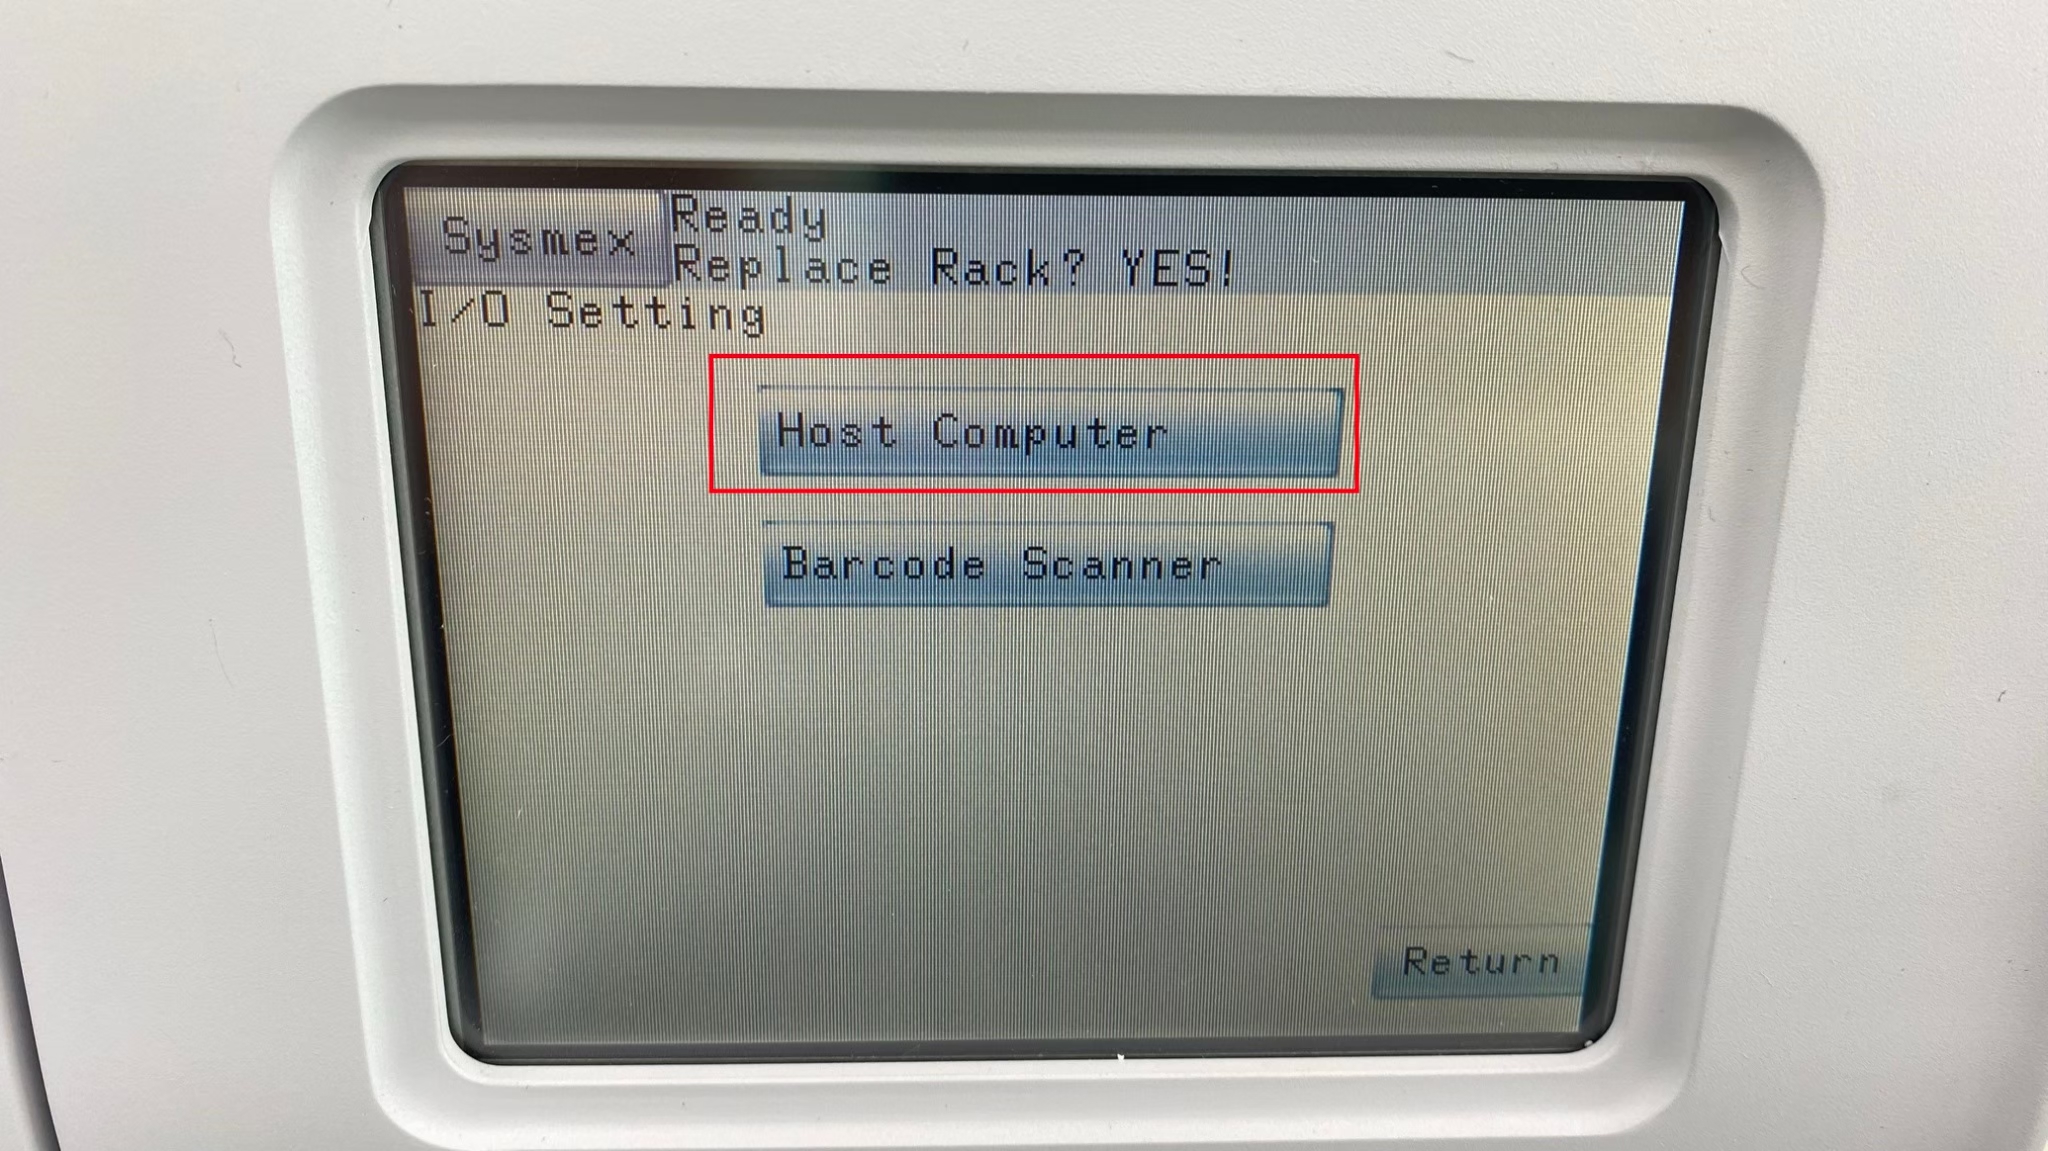 Sysmex
Ready
Replace Rack? YES!
I/O Setting
Host Computer
Barcode Scanner
Return